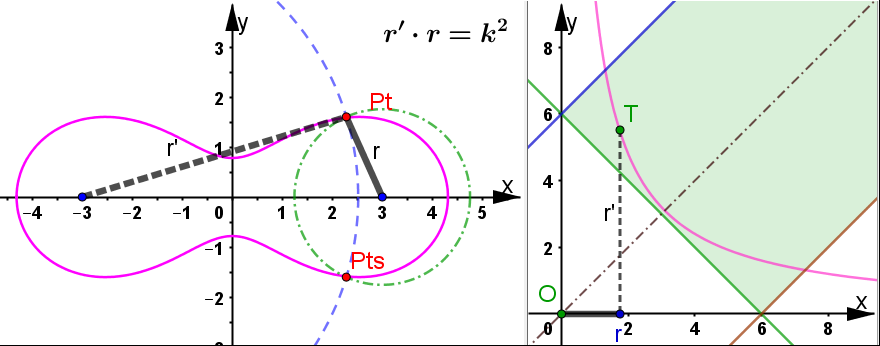 y
r′ · r = k²
3
2
Pt
1
r'
r
x
−4 −3 −2 −1 0 1 2 3 4 5
−1
Pts
−2
y
8
6
T
4
r'
2
O
x
0 2 4 6 8
r